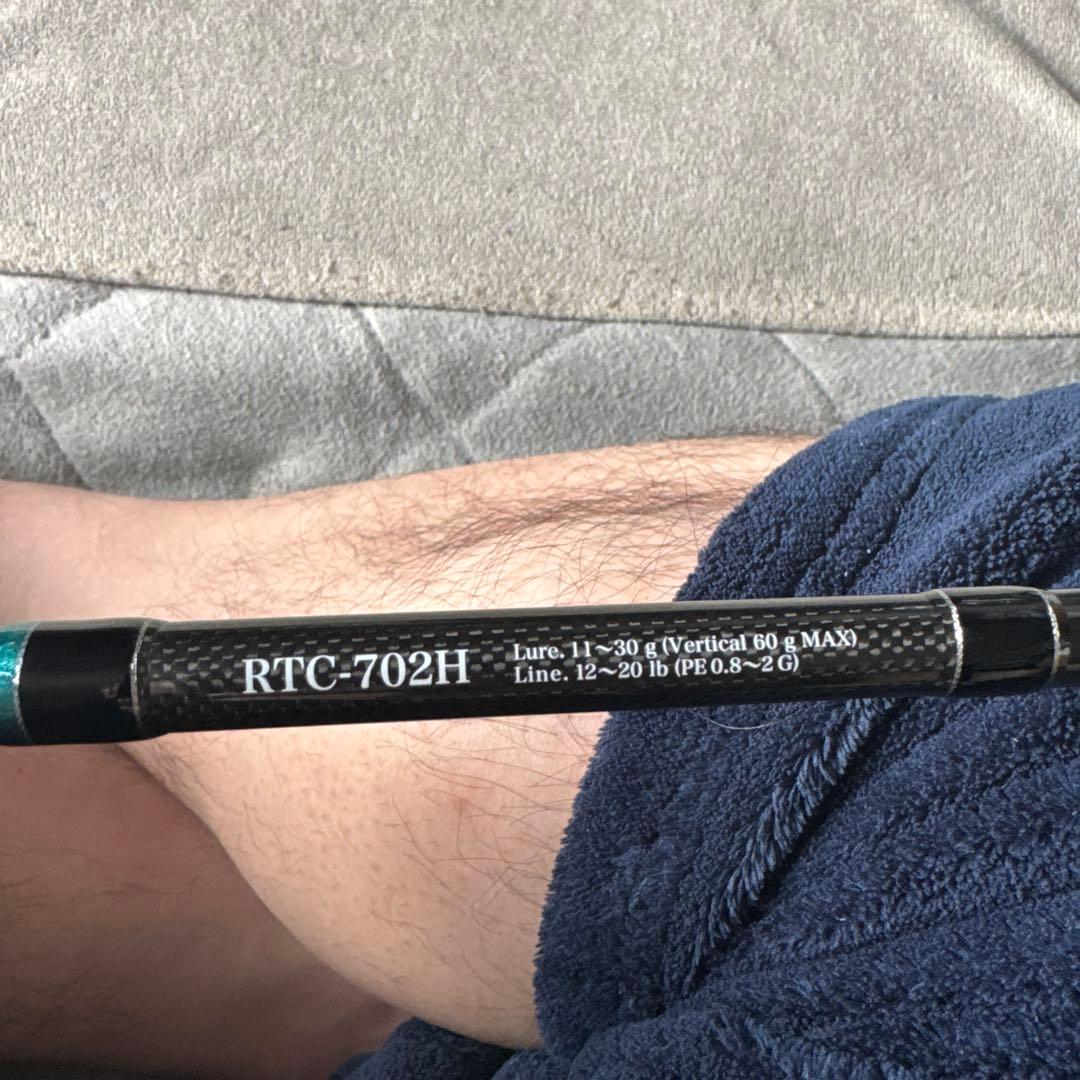 RTC-702H
Lure. 11～30 g (Vertical 60 g MAX)
Line. 12～20 lb (PE 0.8～2 G)